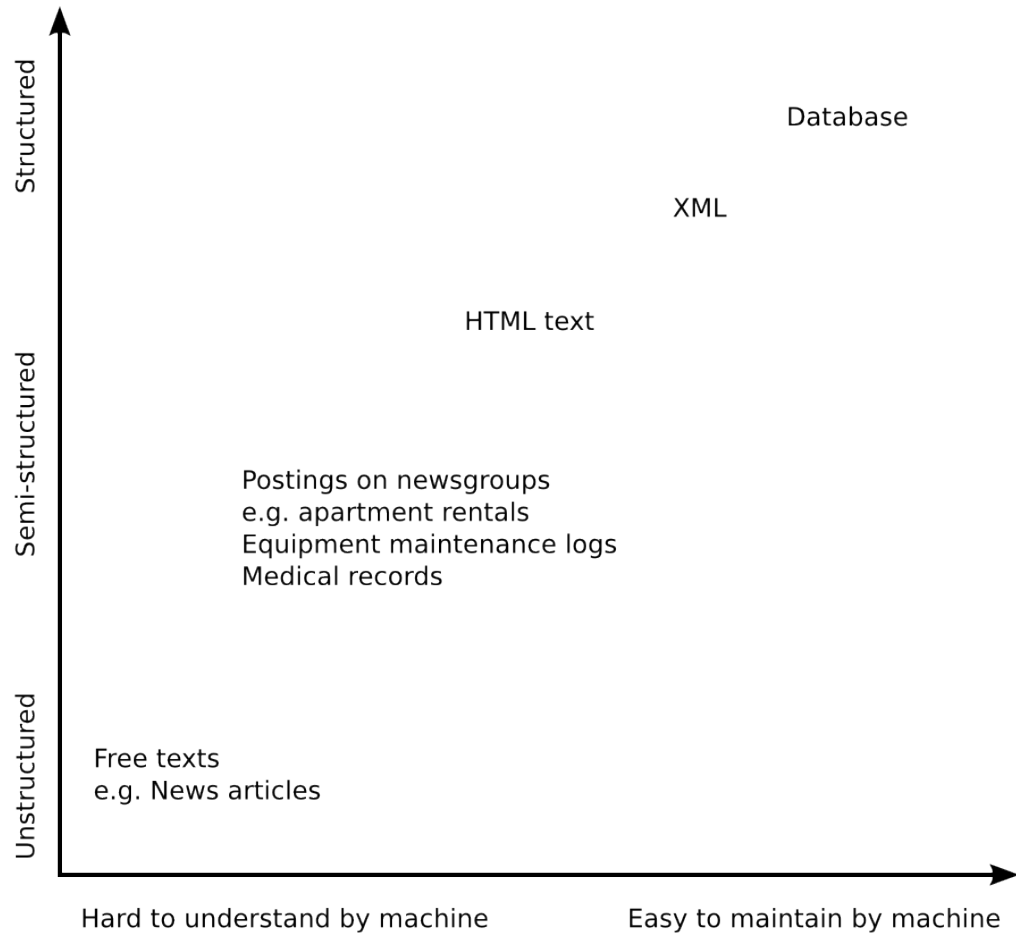 Structured
Database
XML
HTML text
Semi-structured
Postings on newsgroups
e.g. apartment rentals
Equipment maintenance logs
Medical records
Unstructured
Free texts
e.g. News articles
Hard to understand by machine
Easy to maintain by machine